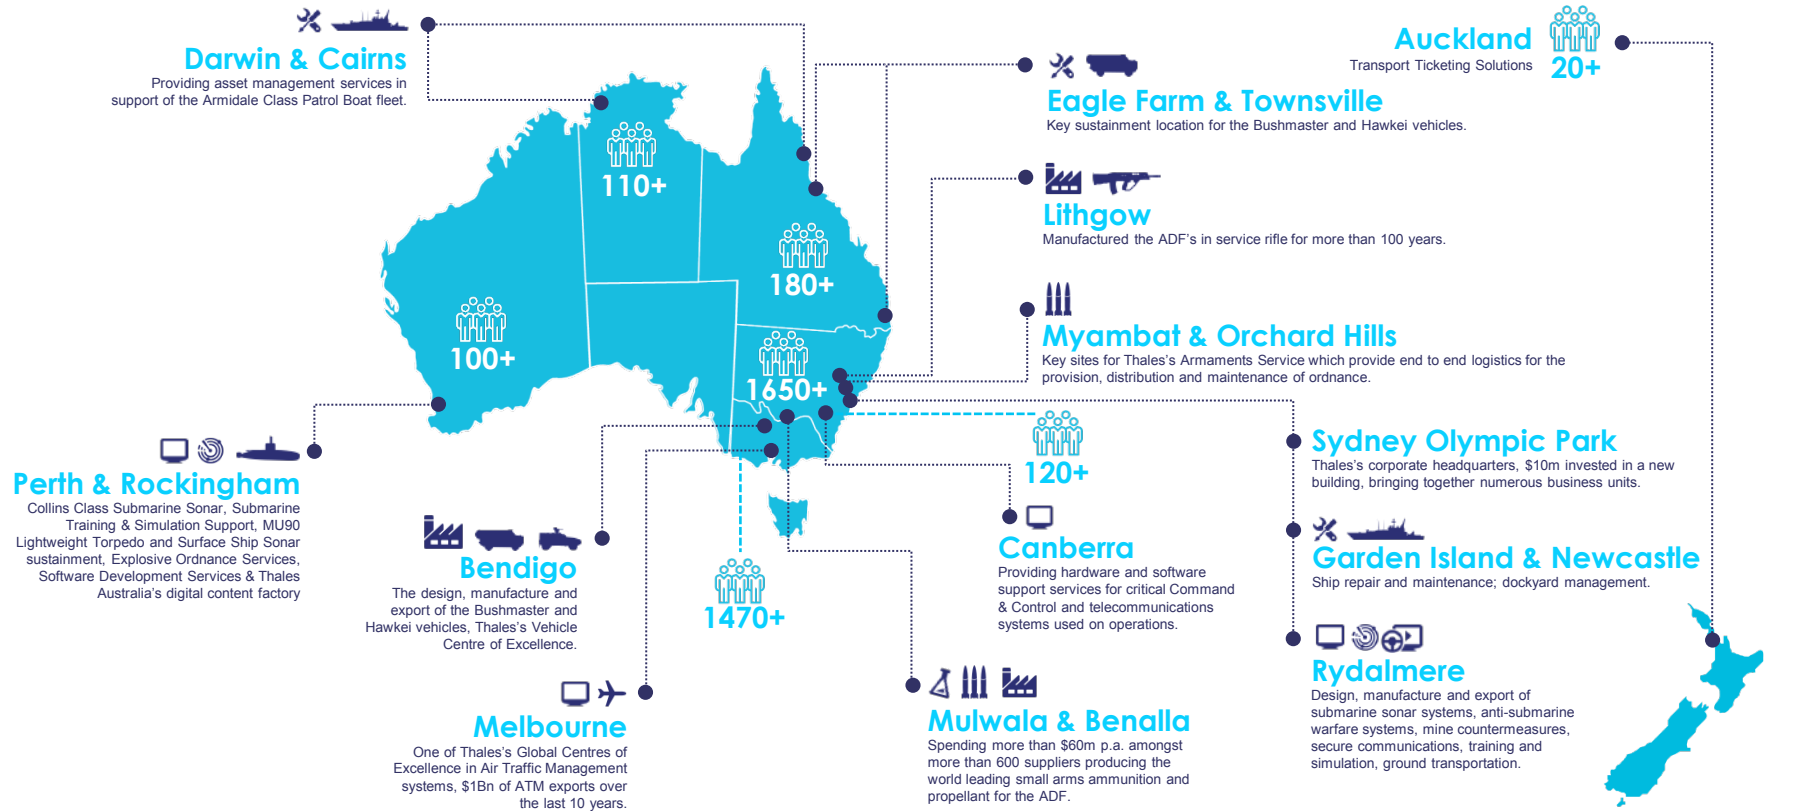 Darwin & Cairns
Providing asset management services in
support of the Armidale Class Patrol Boat fleet.
Auckland
Transport Ticketing Solutions
20+
Eagle Farm & Townsville
Key sustainment location for the Bushmaster and Hawkei vehicles.
110+
Lithgow
Manufactured the ADF's in service rifle for more than 100 years.
180+
100+
Myambat & Orchard Hills
Key sites for Thales's Armaments Service which provide end to end logistics for the
provision, distribution and maintenance of ordnance.
1650+
120+
Sydney Olympic Park
Thales's corporate headquarters, $10m invested in a new
building, bringing together numerous business units.
Perth & Rockingham
Collins Class Submarine Sonar, Submarine
Training & Simulation Support, MU90
Lightweight Torpedo and Surface Ship Sonar
sustainment, Explosive Ordnance Services,
Software Development Services & Thales
Australia's digital content factory
Bendigo
The design, manufacture and
export of the Bushmaster and
Hawkei vehicles, Thales's Vehicle
Centre of Excellence.
1470+
Canberra
Providing hardware and software
support services for critical Command
& Control and telecommunications
systems used on operations.
Garden Island & Newcastle
Ship repair and maintenance; dockyard management.
Rydalmere
Design, manufacture and export of
submarine sonar systems, anti-submarine
warfare systems, mine countermeasures,
secure communications, training and
simulation, ground transportation.
Melbourne
One of Thales's Global Centres of
Excellence in Air Traffic Management
systems, $1Bn of ATM exports over
the last 10 years.
Mulwala & Benalla
Spending more than $60m p.a. amongst
more than 600 suppliers producing the
world leading small arms ammunition and
propellant for the ADF.